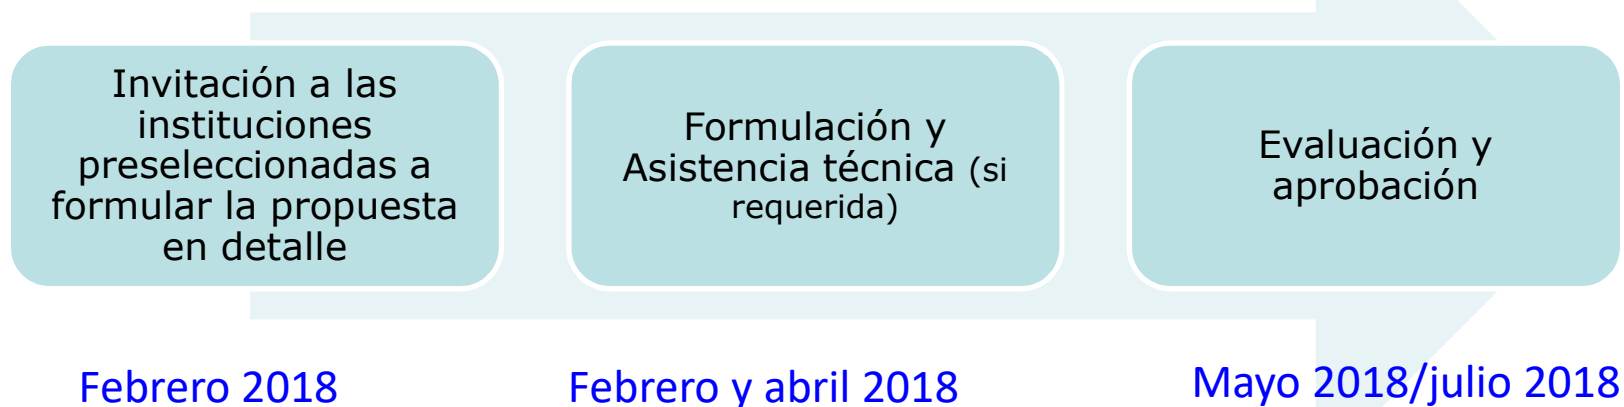 Invitación a las
instituciones
preseleccionadas a
formular la propuesta
en detalle
Formulación y
Asistencia técnica (si
requerida)
Evaluación y
aprobación
Febrero 2018
Febrero y abril 2018
Mayo 2018/julio 2018